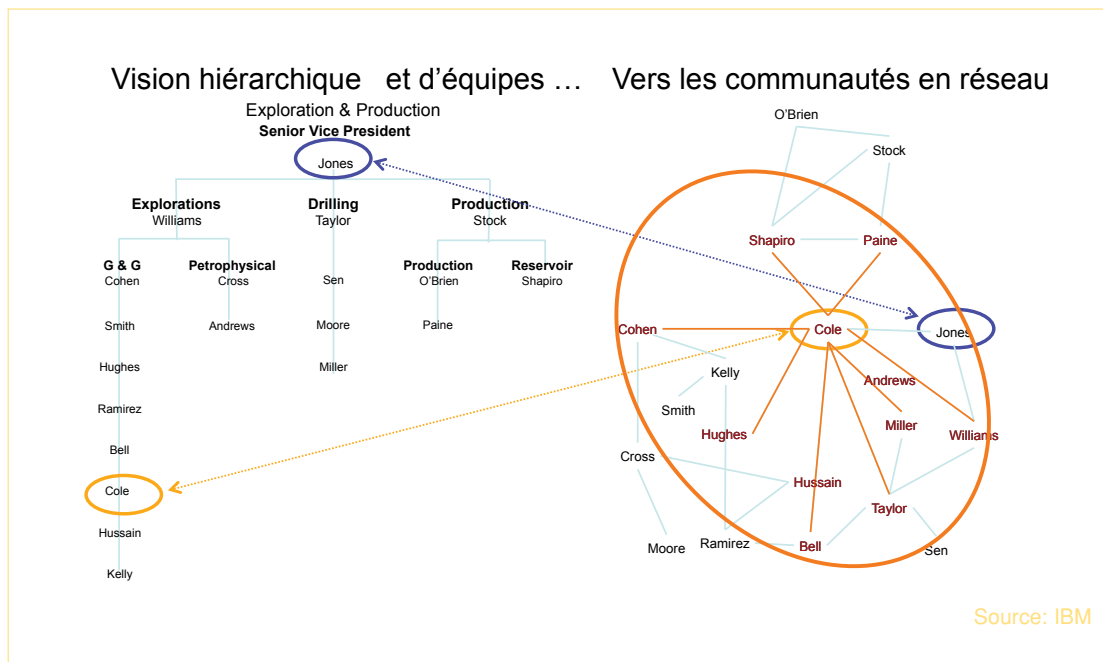 Vision hiérarchique et d'équipes … Vers les communautés en réseau
Exploration & Production
Senior Vice President
Jones
Explorations
Williams
Drilling
Taylor
Production
Stock
G & G
Cohen
Petrophysical
Cross
Sen
Production
O'Brien
Reservoir
Shapiro
Smith
Andrews
Moore
Paine
Hughes
Miller
Ramirez
Bell
Cole
Hussain
Kelly
O'Brien
Stock
Shapiro
Paine
Cohen
Cole
Jones
Kelly
Andrews
Smith
Miller
Hughes
Williams
Cross
Hussain
Taylor
Moore
Ramirez
Bell
Sen
Source: IBM